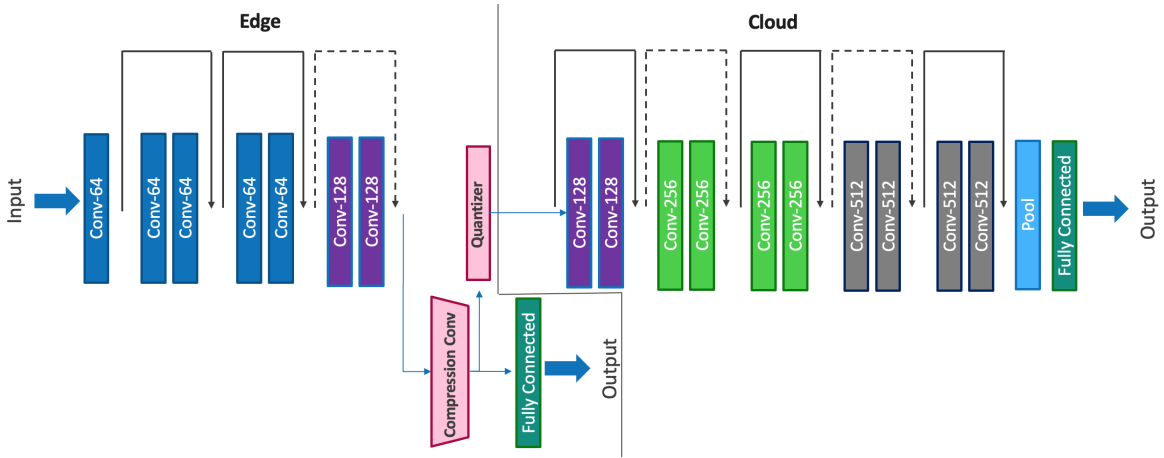 Edge
Cloud
Input
Conv-64
Conv-64
Conv-64
Conv-64
Conv-64
Conv-128
Conv-128
Compression Conv
Quantizer
Fully Connected
Output
Conv-128
Conv-128
Conv-256
Conv-256
Conv-256
Conv-256
Conv-512
Conv-512
Conv-512
Conv-512
Pool
Fully Connected
Output